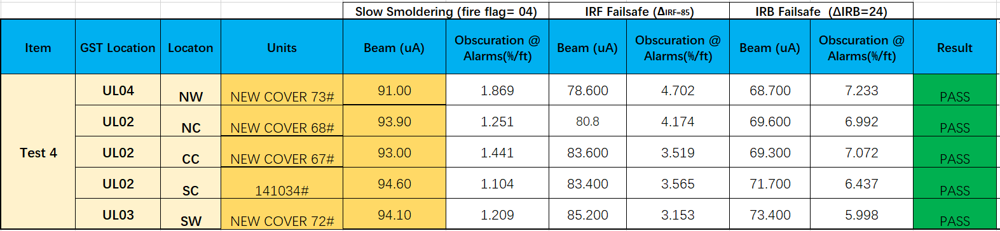 Slow Smoldering (fire flag= 04) IRF Failsafe (ΔIRF=85) IRB Failsafe (ΔIRB=24)
Item GST Location Locaton Units Beam (uA) Obscuration @ Alarms(%/ft) Beam (uA) Obscuration @ Alarms(%/ft) Beam (uA) Obscuration @ Alarms(%/ft) Result
UL04 NW NEW COVER 73# 91.00 1.869 78.600 4.702 68.700 7.233 PASS
UL02 NC NEW COVER 68# 93.90 1.251 80.8 4.174 69.600 6.992 PASS
Test 4 UL02 CC NEW COVER 67# 93.00 1.441 83.600 3.519 69.300 7.072 PASS
UL02 SC 141034# 94.60 1.104 83.400 3.565 71.700 6.437 PASS
UL03 SW NEW COVER 72# 94.10 1.209 85.200 3.153 73.400 5.998 PASS